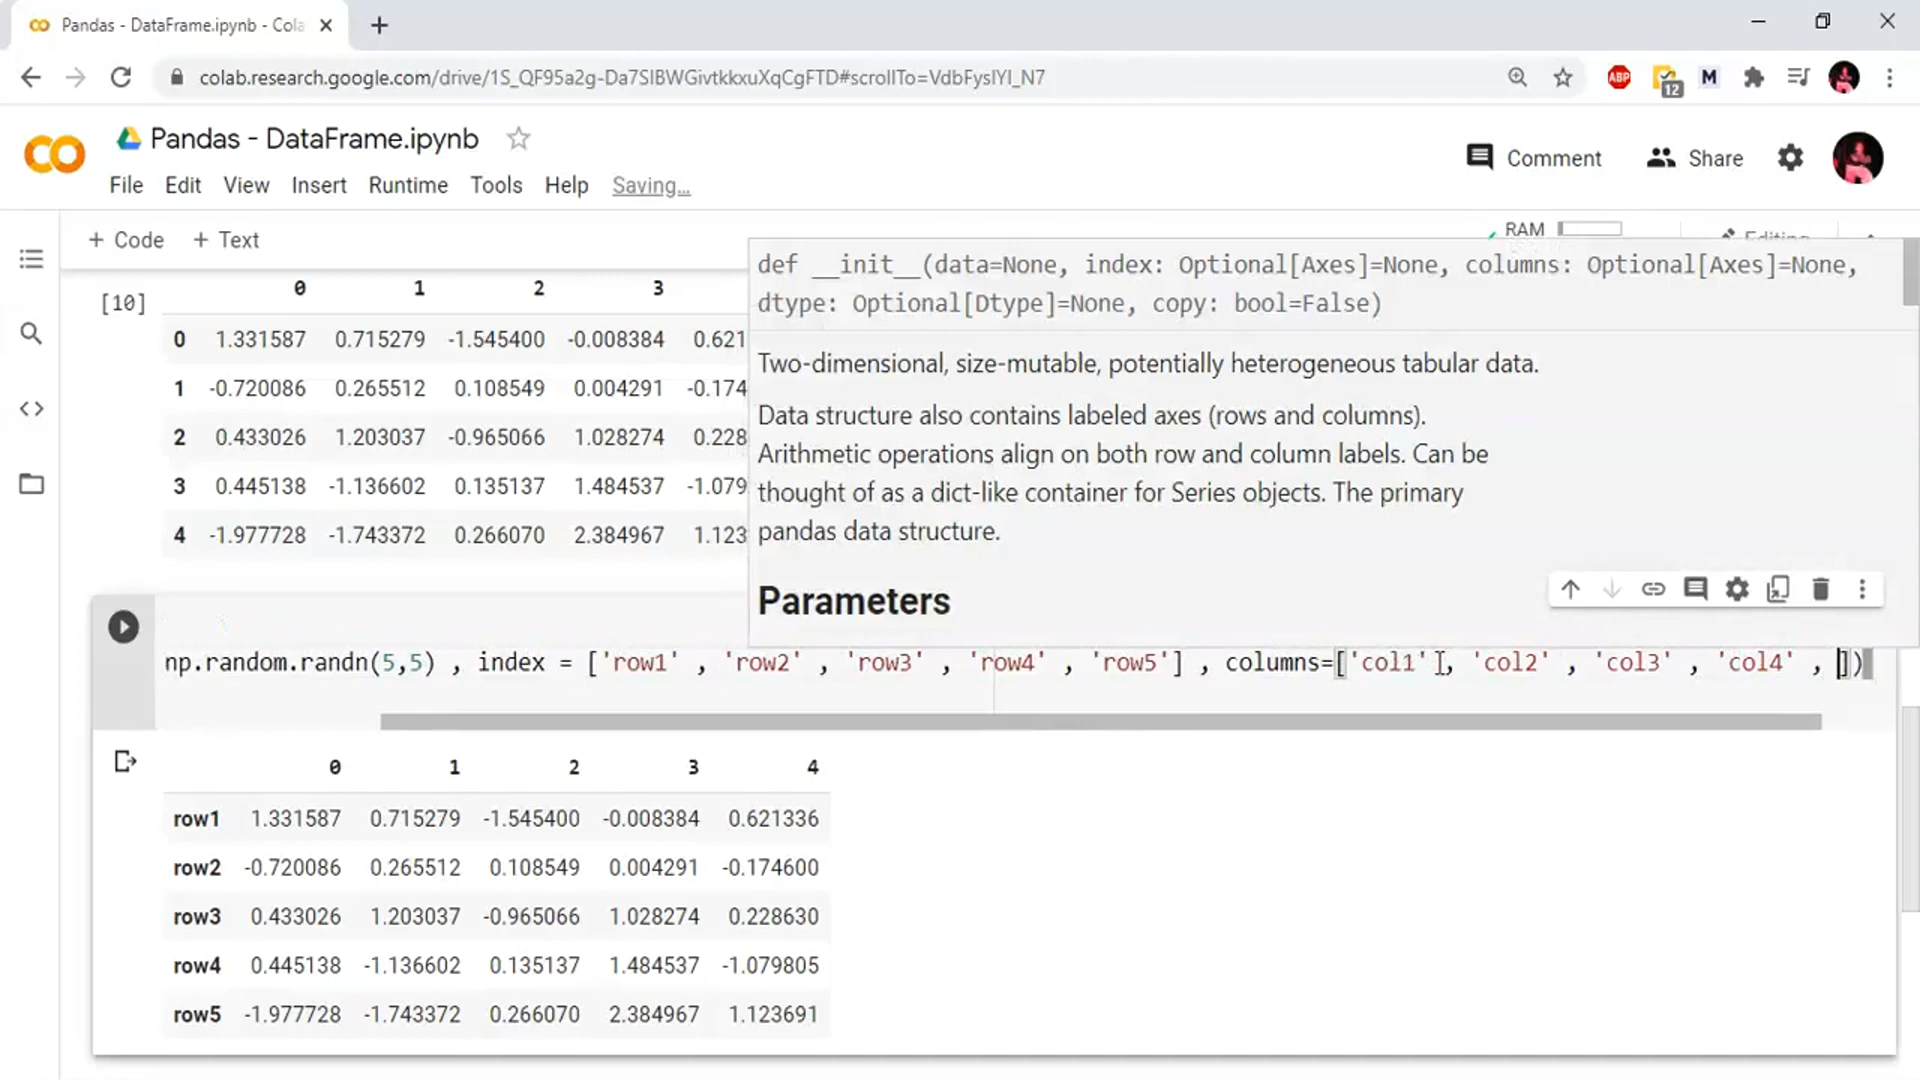 Pandas - DataFrame.ipynb - Cola
colab.research.google.com/drive/1S_QF95a2g-Da7SIBWGivtkkxuXqCgFTD#scrollTo=VdbFysIYI_N7
ABP
12
M
Pandas - DataFrame.ipynb
Comment
Share
File Edit View Insert Runtime Tools Help Saving…
+ Code + Text
RAM
Editing
def __init__(data=None, index: Optional[Axes]=None, columns: Optional[Axes]=None,
dtype: Optional[Dtype]=None, copy: bool=False)
Two-dimensional, size-mutable, potentially heterogeneous tabular data.
Data structure also contains labeled axes (rows and columns).
Arithmetic operations align on both row and column labels. Can be
thought of as a dict-like container for Series objects. The primary
pandas data structure.
Parameters
[10]
0 1 2 3
0 1.331587 0.715279 -1.545400 -0.008384 0.621
1 -0.720086 0.265512 0.108549 0.004291 -0.174
2 0.433026 1.203037 -0.965066 1.028274 0.228
3 0.445138 -1.136602 0.135137 1.484537 -1.079
4 -1.977728 -1.743372 0.266070 2.384967 1.123
np.random.randn(5,5) , index = ['row1' , 'row2' , 'row3' , 'row4' , 'row5'] , columns=['col1' , 'col2' , 'col3' , 'col4' , ])
0 1 2 3 4
row1 1.331587 0.715279 -1.545400 -0.008384 0.621336
row2 -0.720086 0.265512 0.108549 0.004291 -0.174600
row3 0.433026 1.203037 -0.965066 1.028274 0.228630
row4 0.445138 -1.136602 0.135137 1.484537 -1.079805
row5 -1.977728 -1.743372 0.266070 2.384967 1.123691